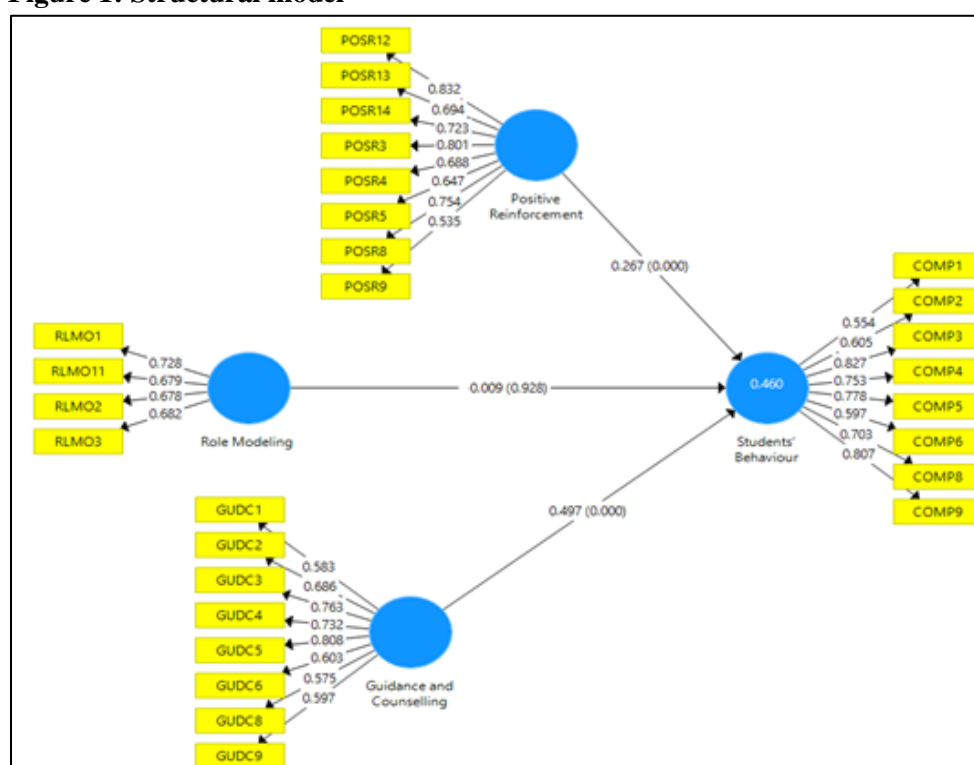 Figure 1: Structural model
POSR12
POSR13
POSR14
POSR3
POSR4
POSR5
POSR8
POSR9
0.832
0.694
0.723
0.801
0.688
0.647
0.754
0.535
Positive
Reinforcement
0.267 (0.000)
RLMO1
RLMO11
RLMO2
RLMO3
0.728
0.679
0.678
0.682
Role Modeling
0.009 (0.928)
GUDC1
GUDC2
GUDC3
GUDC4
GUDC5
GUDC6
GUDC8
GUDC9
0.583
0.686
0.763
0.732
0.808
0.603
0.575
0.597
Guidance and
Counselling
0.497 (0.000)
0.460
Students'
Behaviour
0.554
0.605
0.827
0.753
0.778
0.597
0.703
0.807
COMP1
COMP2
COMP3
COMP4
COMP5
COMP6
COMP8
COMP9